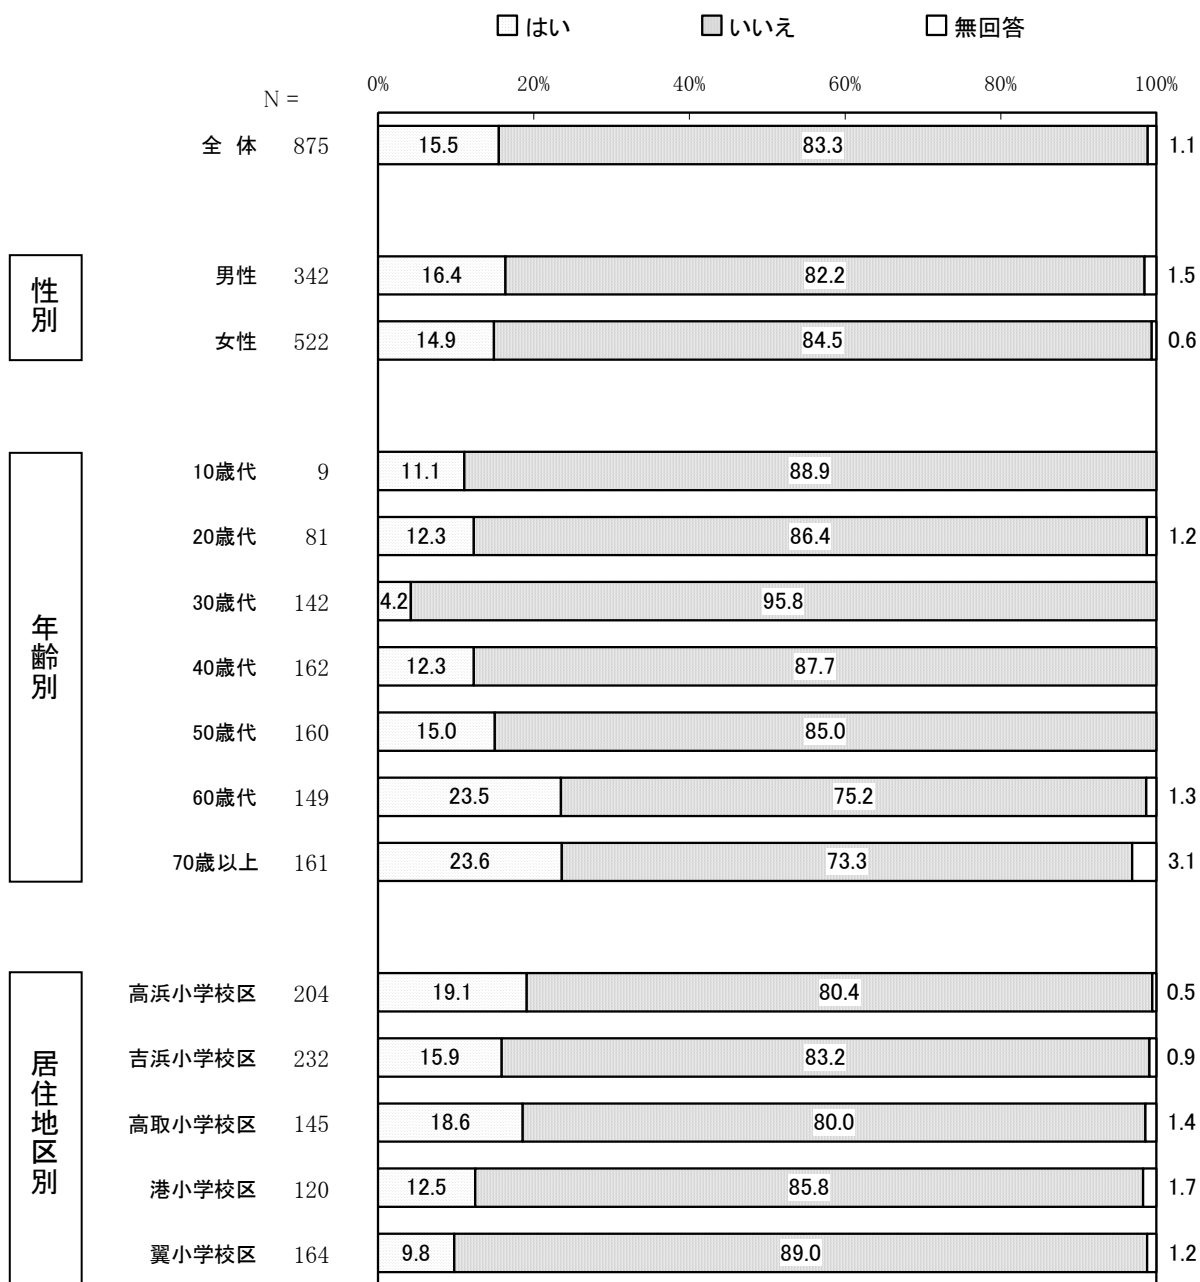 はい いいえ 無回答
0% 20% 40% 60% 80% 100%
N =
全 体 875 15.5 83.3 1.1
性別
男性 342 16.4 82.2 1.5
女性 522 14.9 84.5 0.6
年齢別
10歳代 9 11.1 88.9
20歳代 81 12.3 86.4 1.2
30歳代 142 4.2 95.8
40歳代 162 12.3 87.7
50歳代 160 15.0 85.0
60歳代 149 23.5 75.2 1.3
70歳以上 161 23.6 73.3 3.1
居住地区別
高浜小学校区 204 19.1 80.4 0.5
吉浜小学校区 232 15.9 83.2 0.9
高取小学校区 145 18.6 80.0 1.4
港小学校区 120 12.5 85.8 1.7
翼小学校区 164 9.8 89.0 1.2